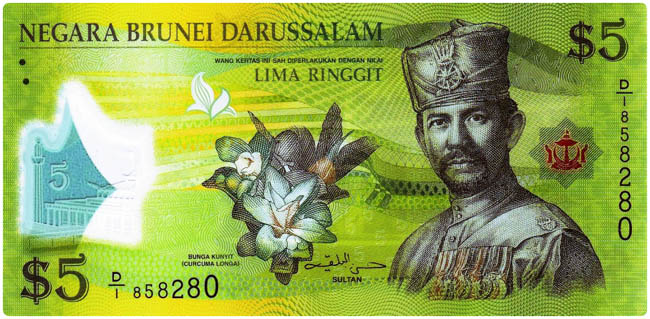 NEGARA BRUNEI DARUSSALAM
$5
WANG KERTAS INI SAH DIPERLAKUKAN DENGAN NILAI
LIMA RINGGIT
D/1 858280
5
BUNGA KUNYIT
(CURCUMA LONGA)
SULTAN
$5
D/1 858280